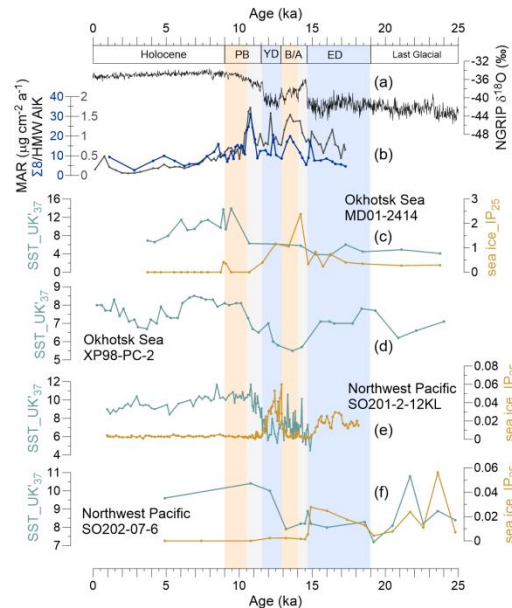 Age (ka)
0 5 10 15 20 25
Holocene PB YD B/A ED Last Glacial
-36
-40
-44
-48
NGRIP δ18O (‰)
(a)
MAR (μg cm-2 a-1)
Σ8/HMW AlK
40
30
20
10
0
2
1.5
1
0.5
0
(b)
Okhotsk Sea
MD01-2414
SST_UK'37
16
12
8
4
0
(c)
3
2
1
0
sea ice_IP25
SST_UK'37
9
8
7
6
5
Okhotsk Sea
XP98-PC-2
(d)
SST_UK'37
12
10
8
6
4
Northwest Pacific
SO201-2-12KL
(e)
0.06
0.04
0.02
0
sea ice_IP25
SST_UK'37
11
10
9
8
7
Northwest Pacific
SO202-07-6
(f)
0.06
0.04
0.02
0
sea ice_IP25
0 5 10 15 20 25
Age (ka)